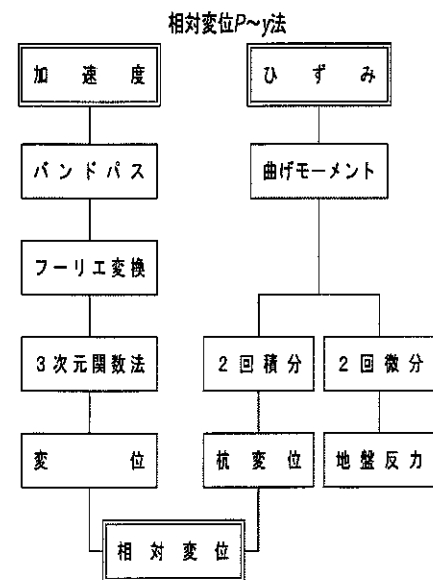 相対変位P～y法
加速度
ひずみ
バンドパス
曲げモーメント
フーリエ変換
3次元関数法
2回積分
2回微分
変位
杭変位
地盤反力
相対変位